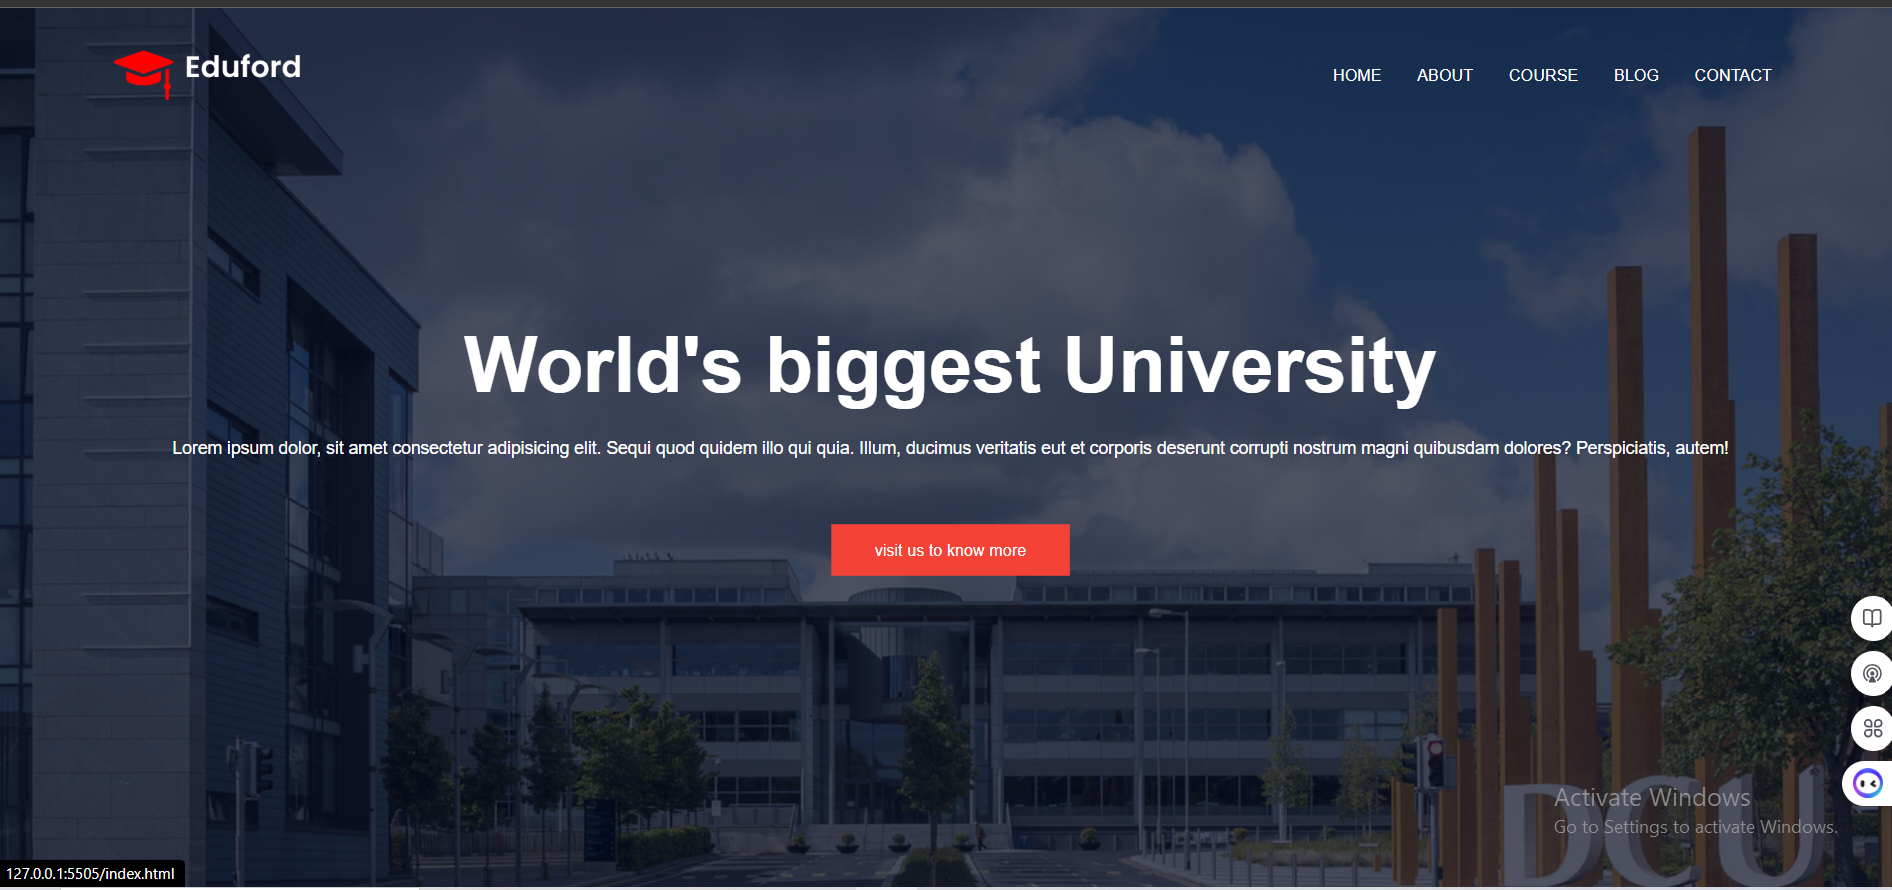 Eduford
HOME ABOUT COURSE BLOG CONTACT
World's biggest University
Lorem ipsum dolor, sit amet consectetur adipisicing elit. Sequi quod quidem illo qui quia. Illum, ducimus veritatis eut et corporis deserunt corrupti nostrum magni quibusdam dolores? Perspiciatis, autem!
visit us to know more
DCU
Activate Windows
Go to Settings to activate Windows.
127.0.0.1:5505/index.html